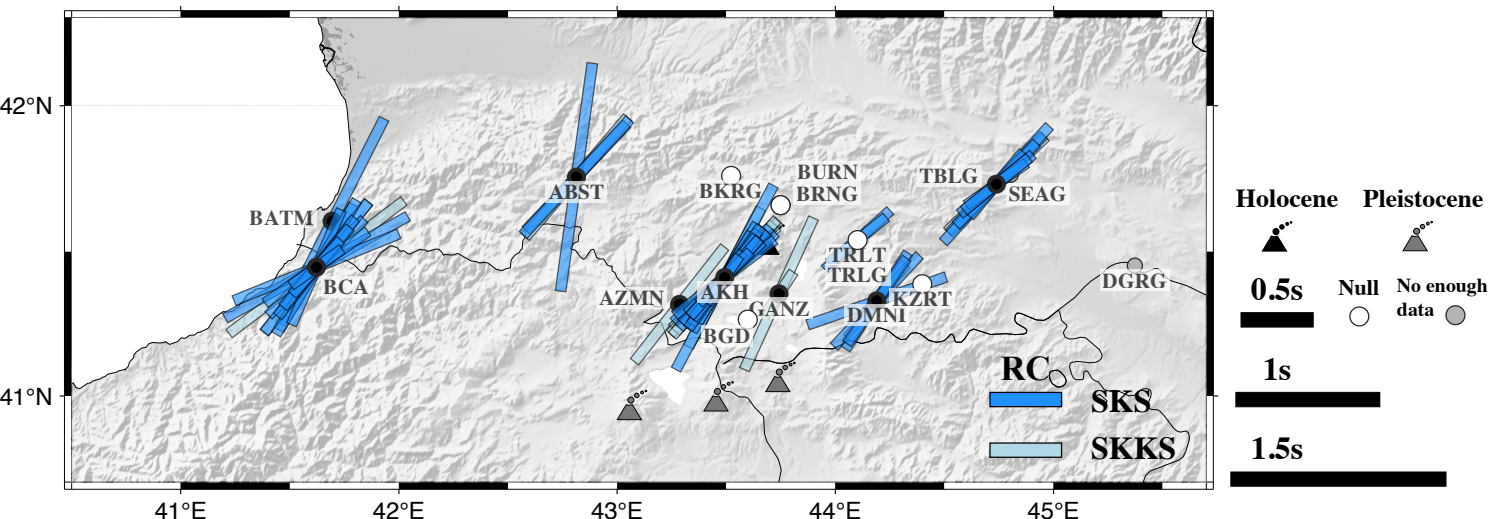 42°N
41°N
41°E
42°E
43°E
44°E
45°E
BATM
BCA
ABST
BKRG
BURN
BRNG
TBLG
SEAG
TRLT
TRLG
AZMN
AKH
GANZ
BGD
KZRT
DMNI
DGRG
RC
SKS
SKKS
Holocene
Pleistocene
0.5s
Null
No enough
data
1s
1.5s